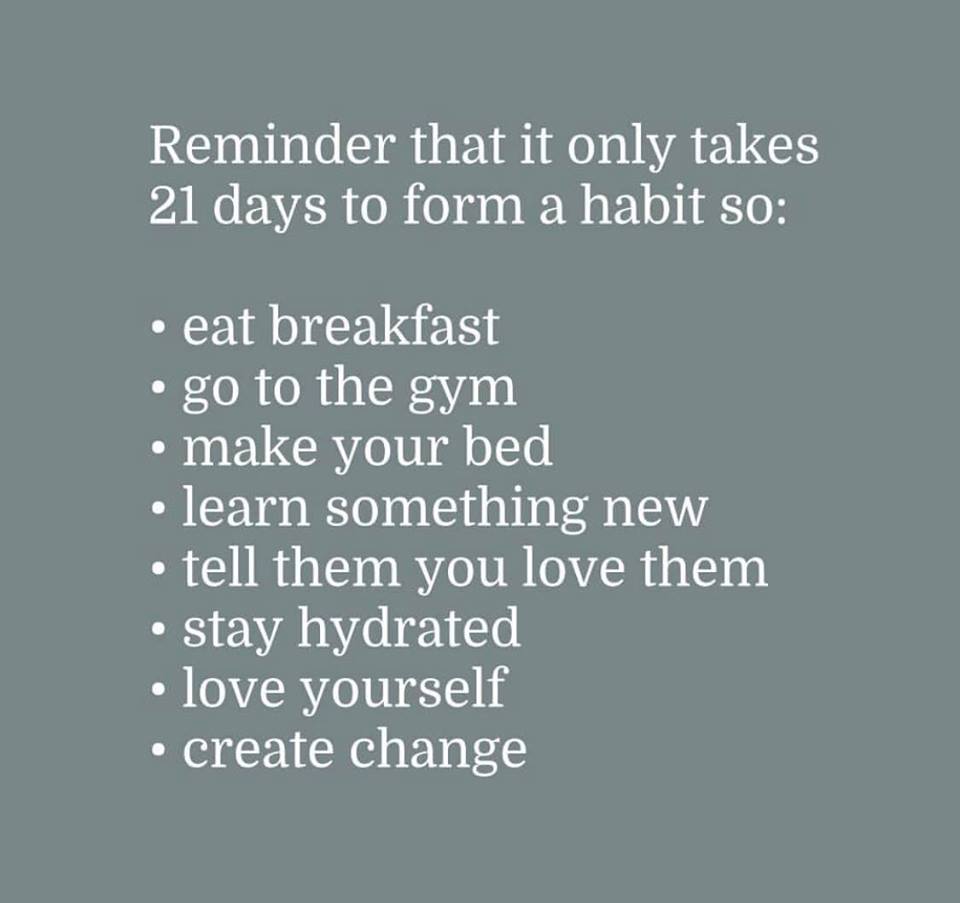 Reminder that it only takes
21 days to form a habit so:
• eat breakfast
• go to the gym
• make your bed
• learn something new
• tell them you love them
• stay hydrated
• love yourself
• create change